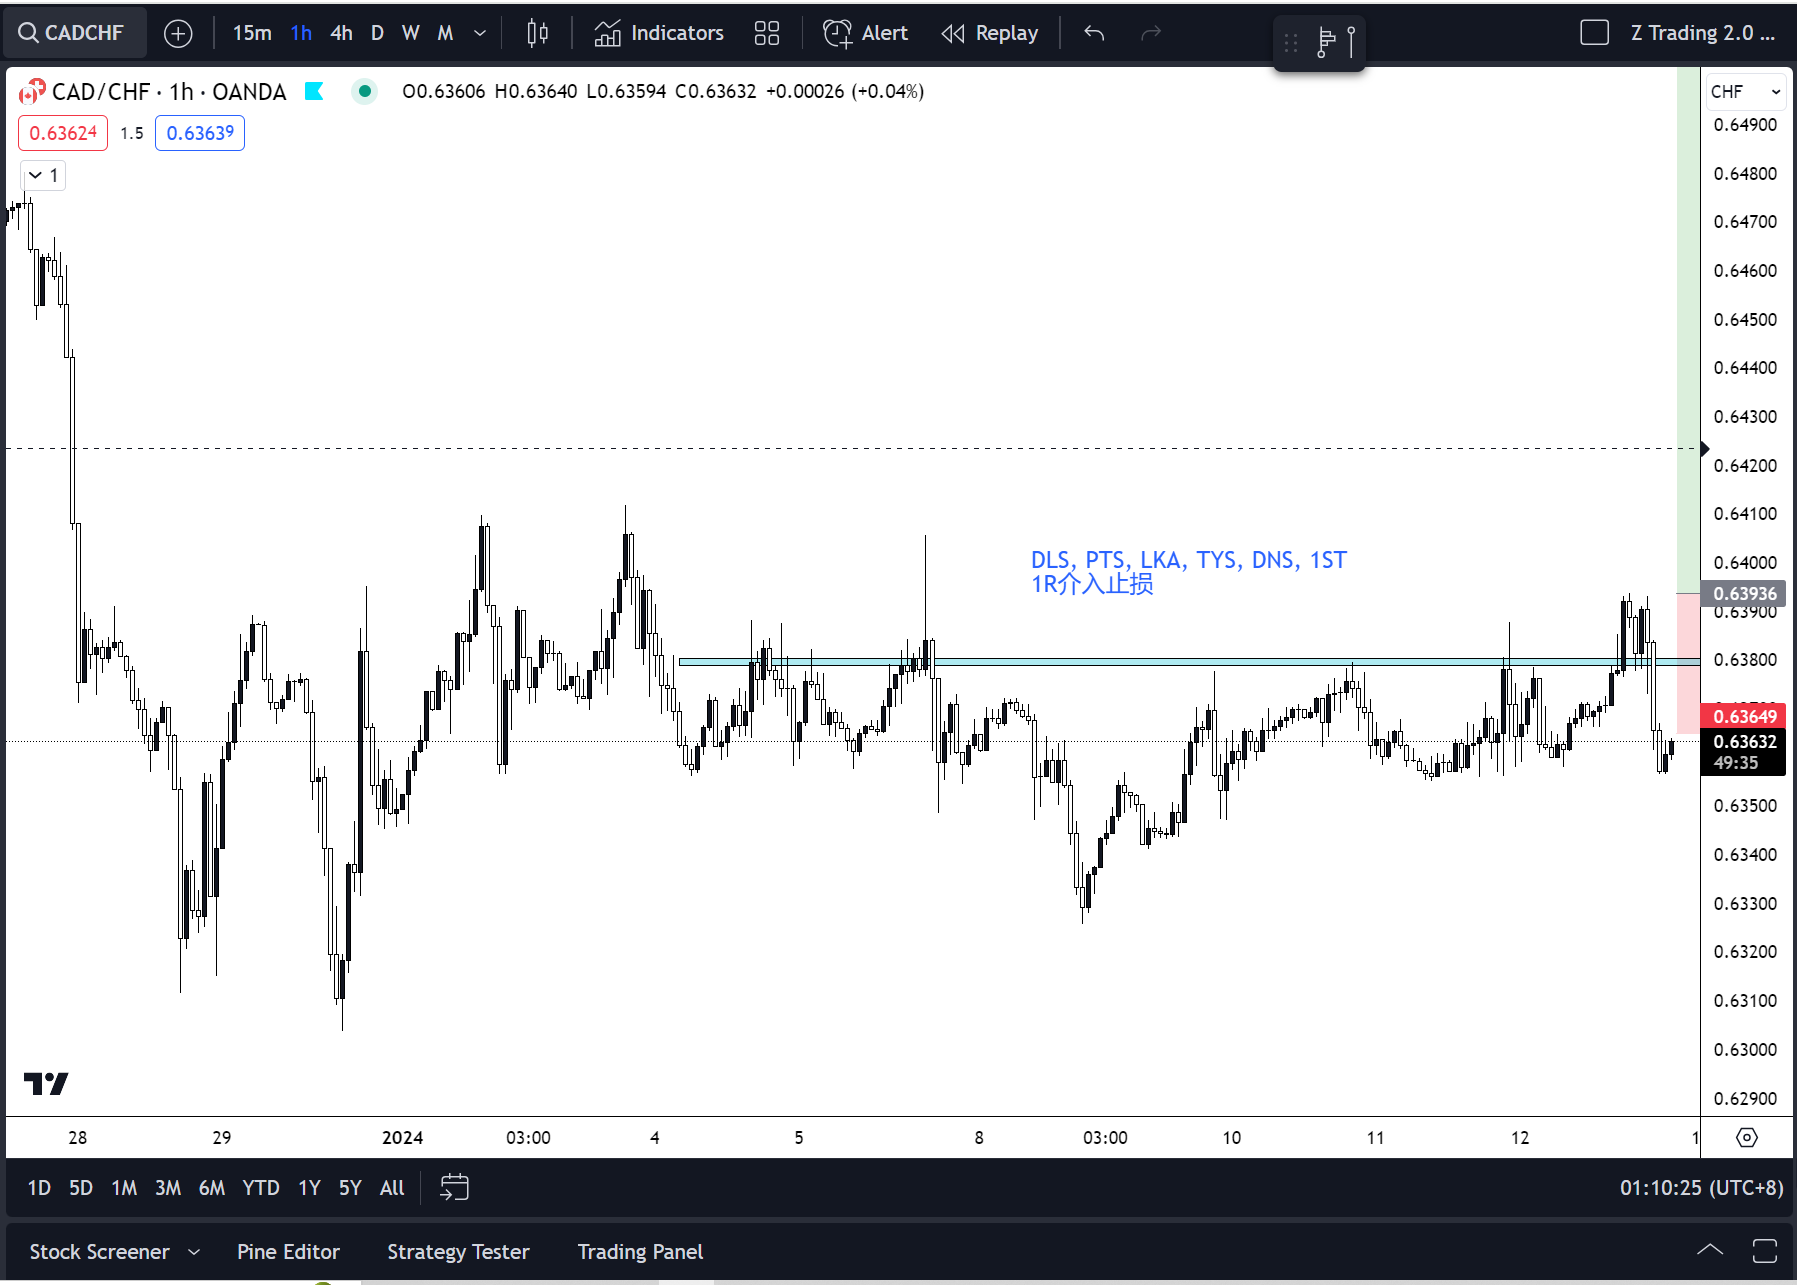 CADCHF 15m 1h 4h D W M Indicators Alert Replay Z Trading 2.0 ...
CAD/CHF · 1h · OANDA O0.63606 H0.63640 L0.63594 C0.63632 +0.00026 (+0.04%)
CHF
0.63624 1.5 0.63639
1
0.64900
0.64800
0.64700
0.64600
0.64500
0.64400
0.64300
0.64200
0.64100
DLS, PTS, LKA, TYS, DNS, 1ST
1R介入止损
0.64000
0.63936
0.63900
0.63800
0.63649
0.63632
49:35
0.63500
0.63400
0.63300
0.63200
0.63100
0.63000
0.62900
28 29 2024 03:00 4 5 8 03:00 10 11 12 1
1D 5D 1M 3M 6M YTD 1Y 5Y All 01:10:25 (UTC+8)
Stock Screener Pine Editor Strategy Tester Trading Panel